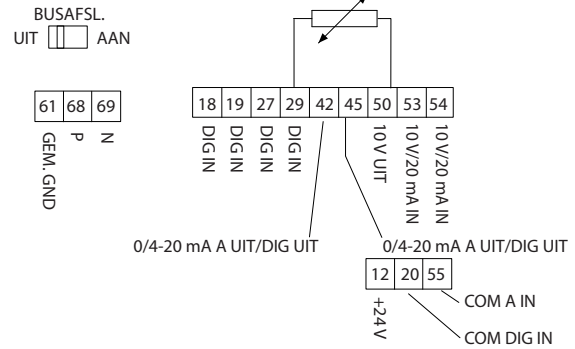 BUSAFSL.
UIT AAN
61 68 69
GEM. GND
P
N
18 19 27 29 42 45 50 53 54
DIG IN
DIG IN
DIG IN
DIG IN
10 V UIT
10 V/20 mA IN
10 V/20 mA IN
0/4-20 mA A UIT/DIG UIT
0/4-20 mA A UIT/DIG UIT
12 20 55
+24 V
COM A IN
COM DIG IN